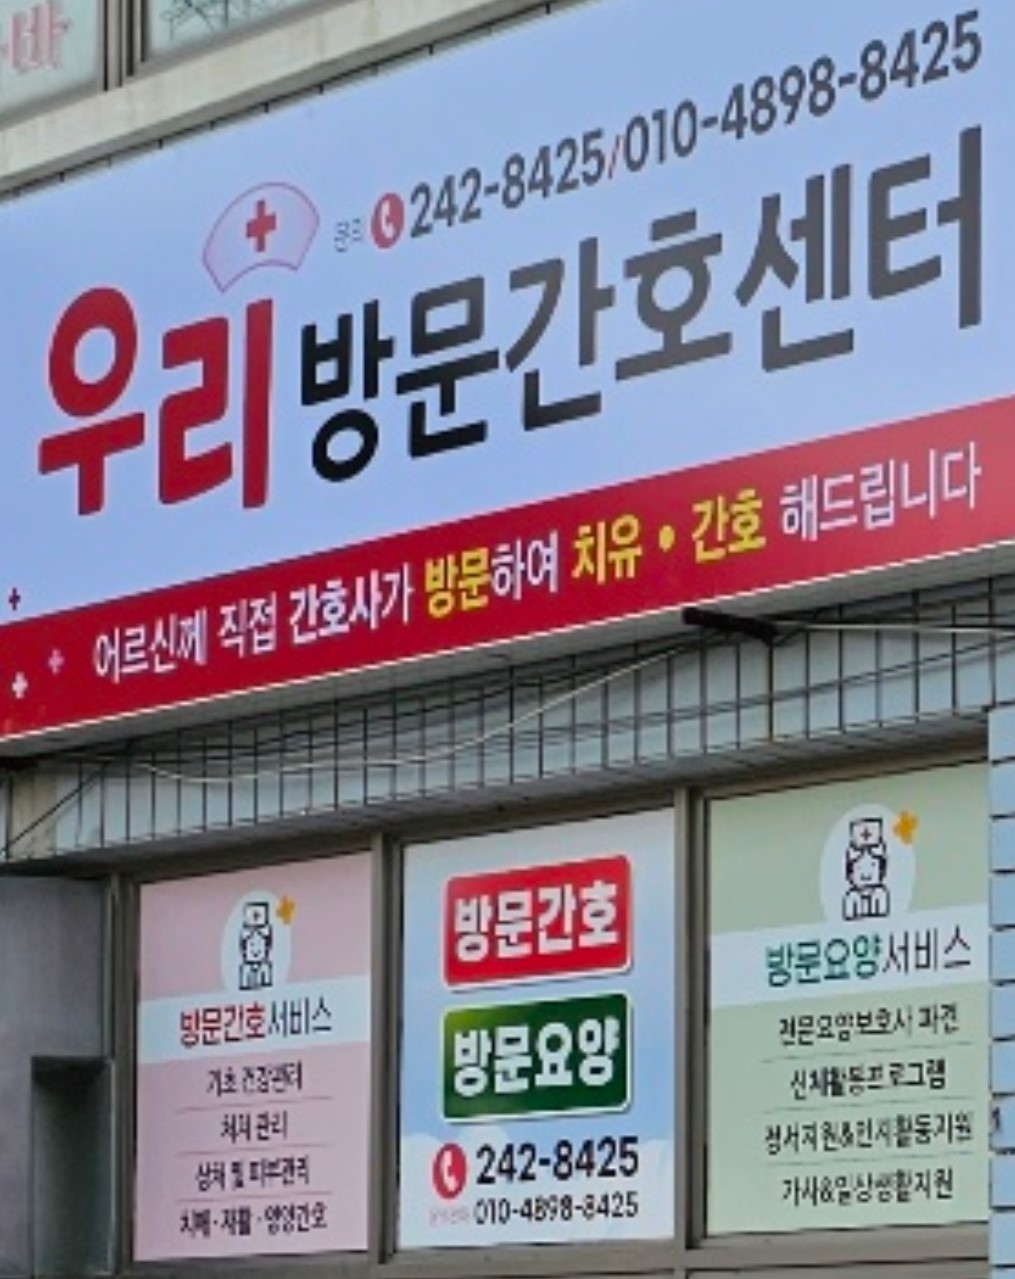 문의 242-8425/010-4898-8425
우리 방문간호센터
어르신께 직접 간호사가 방문하여 치유・간호 해드립니다
방문간호서비스
기초 건강관리
처치 관리
상처 및 피부관리
치매·재활·영양간호
방문간호
방문요양
242-8425
010-4898-8425
방문요양서비스
전문요양보호사 파견
신체활동프로그램
정서지원&인지활동지원
가사&일상생활지원